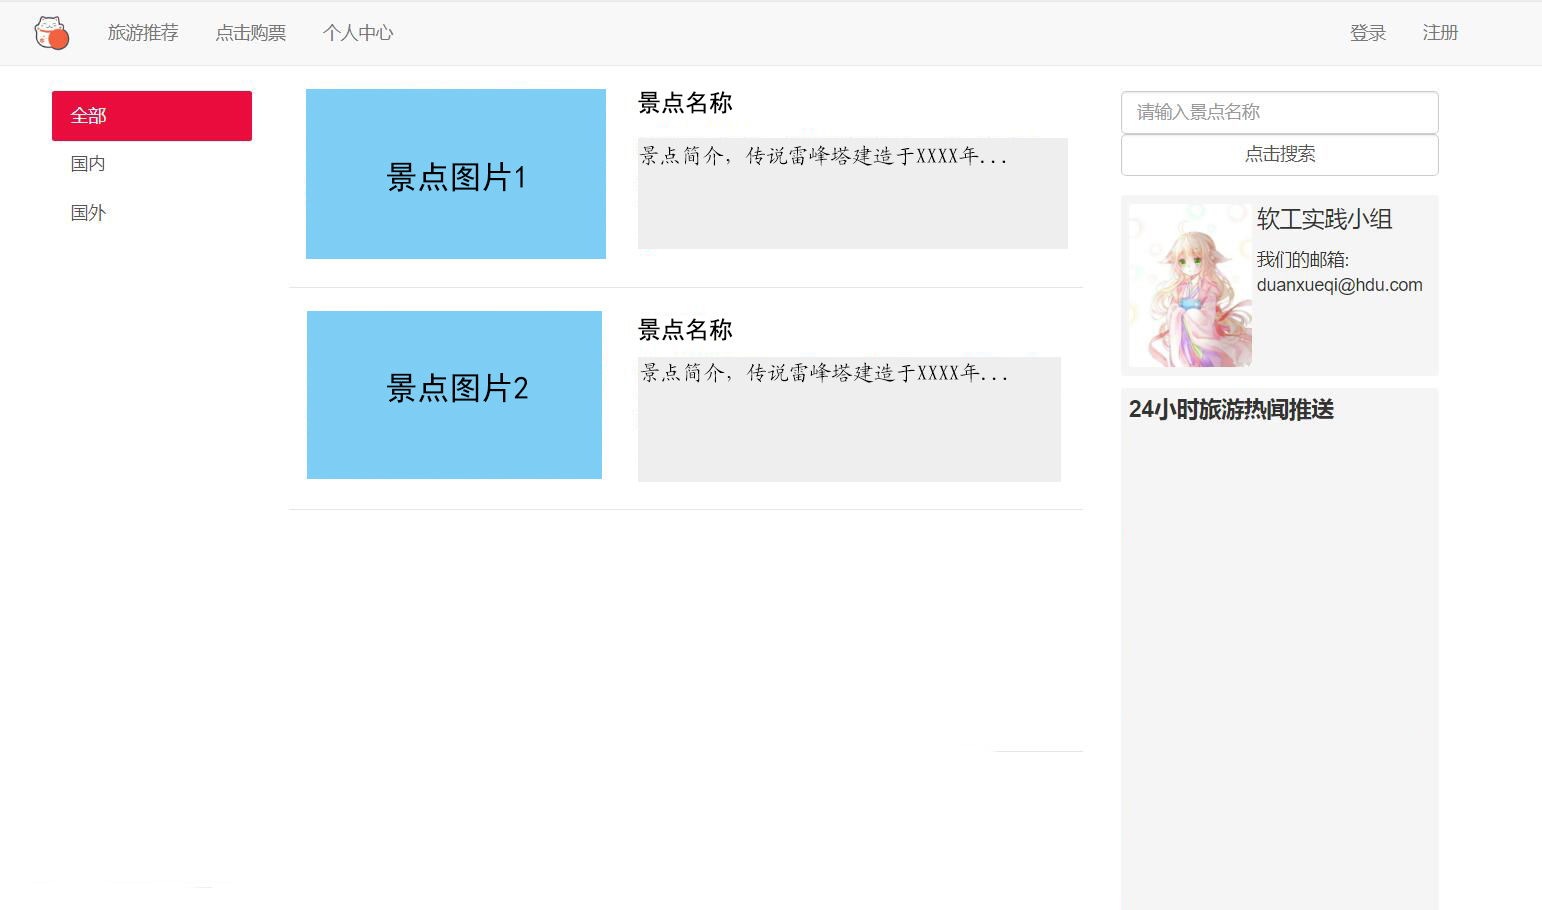 旅游推荐 点击购票 个人中心 登录 注册
全部
国内
国外
景点图片1
景点名称
景点简介，传说雷峰塔建造于XXXX年...
景点图片2
景点名称
景点简介，传说雷峰塔建造于XXXX年...
请输入景点名称
点击搜索
软工实践小组
我们的邮箱:
duanxueqi@hdu.com
24小时旅游热闻推送